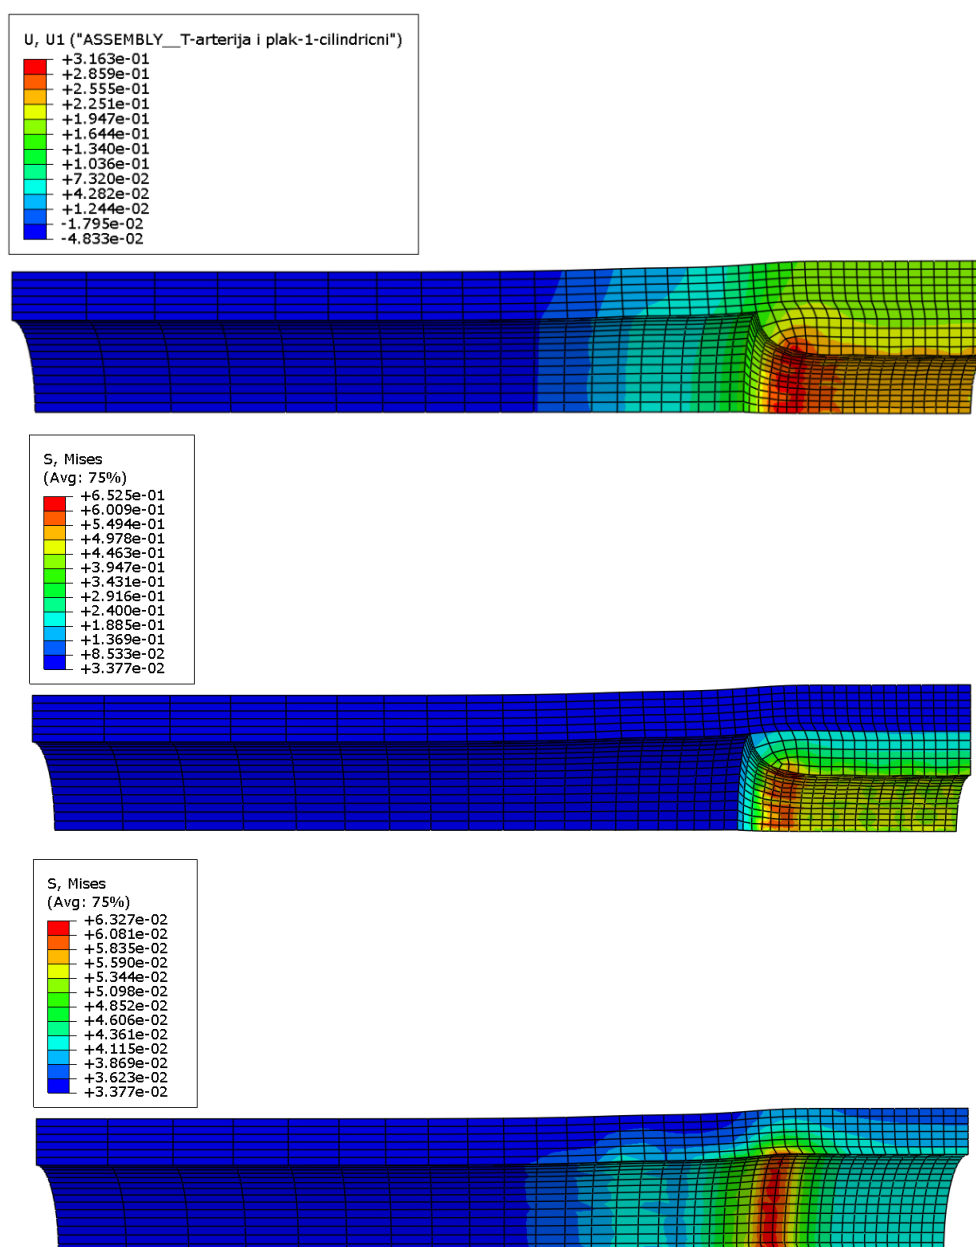 U, U1 ("ASSEMBLY__T-arterija i plak-1-cilindricni")
+3.163e-01
+2.859e-01
+2.555e-01
+2.251e-01
+1.947e-01
+1.644e-01
+1.340e-01
+1.036e-01
+7.320e-02
+4.282e-02
+1.244e-02
-1.795e-02
-4.833e-02
S, Mises
(Avg: 75%)
+6.525e-01
+6.009e-01
+5.494e-01
+4.978e-01
+4.463e-01
+3.947e-01
+3.431e-01
+2.916e-01
+2.400e-01
+1.885e-01
+1.369e-01
+8.533e-02
+3.377e-02
S, Mises
(Avg: 75%)
+6.327e-02
+6.081e-02
+5.835e-02
+5.590e-02
+5.344e-02
+5.098e-02
+4.852e-02
+4.606e-02
+4.361e-02
+4.115e-02
+3.869e-02
+3.623e-02
+3.377e-02